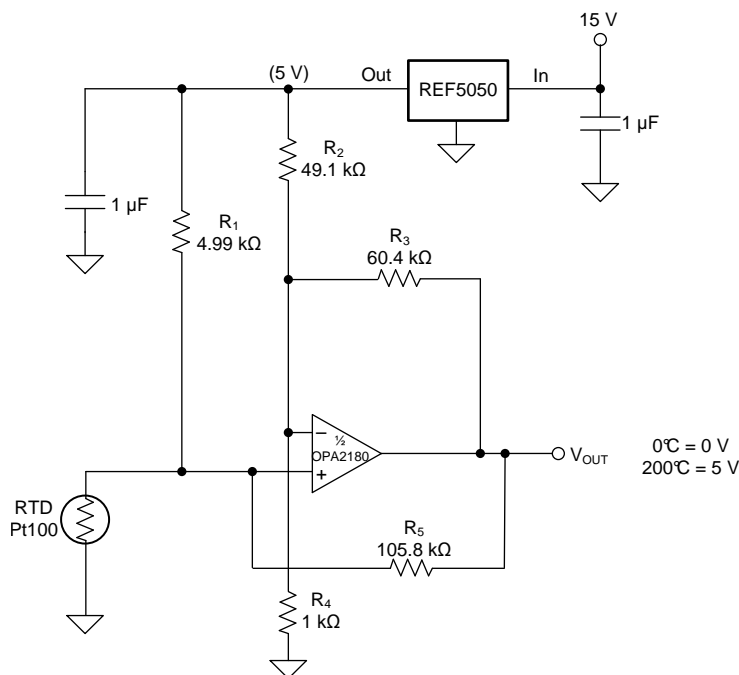 15 V
(5 V)
Out
REF5050
In
1 µF
R2
49.1 kΩ
1 µF
R1
4.99 kΩ
R3
60.4 kΩ
–
½
OPA2180
+
VOUT
0°C = 0 V
200°C = 5 V
RTD
Pt100
R5
105.8 kΩ
R4
1 kΩ